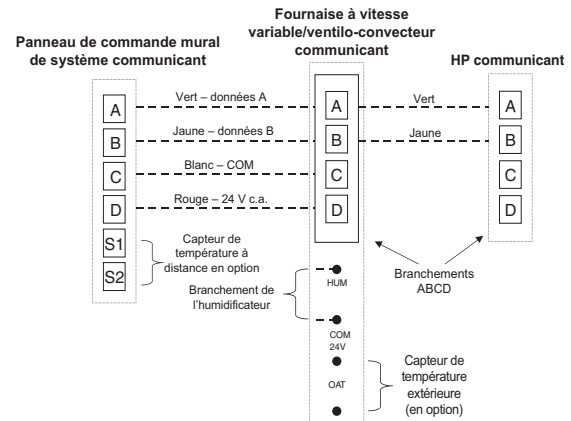 Panneau de commande mural
de système communicant
Fournaise à vitesse
variable/ventilo-convecteur
communicant
HP communicant
A
Vert – données A
A
Vert
A
B
Jaune – données B
B
Jaune
B
C
Blanc – COM
C
C
D
Rouge – 24 V c.a.
D
D
S1
S2
Capteur de
température à
distance en option
Branchement de
l'humidificateur
HUM
COM
24V
OAT
Branchements
ABCD
Capteur de
température
extérieure
(en option)